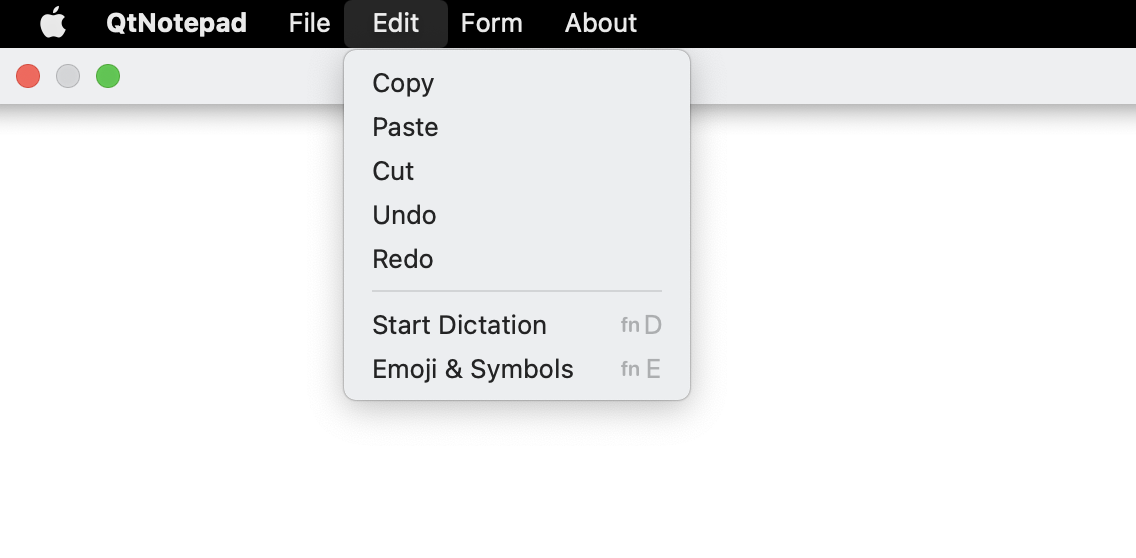 QtNotepad File Edit Form About
Copy
Paste
Cut
Undo
Redo
Start Dictation fn D
Emoji & Symbols fn E